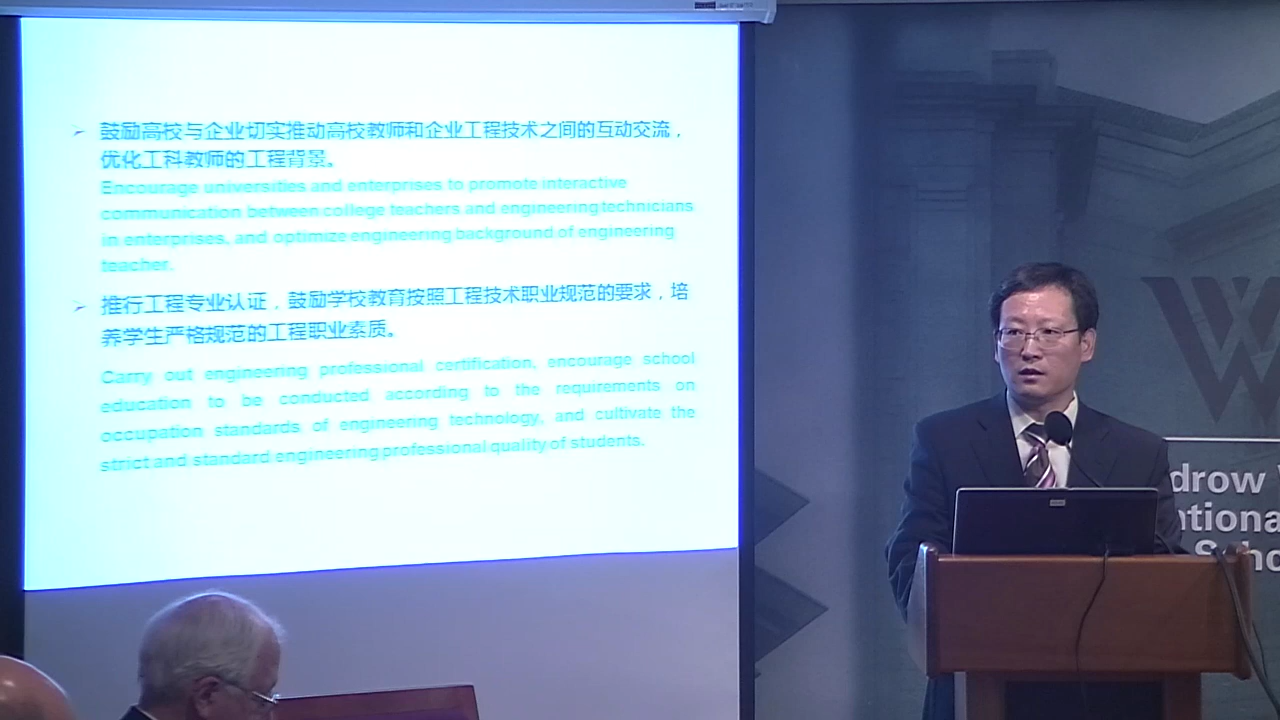 鼓励高校与企业切实推动高校教师和企业工程技术之间的互动交流，
优化工科教师的工程背景。
Encourage universities and enterprises to promote interactive
communication between college teachers and engineering technicians
in enterprises, and optimize engineering background of engineering
teacher.
推行工程专业认证，鼓励学校教育按照工程技术职业规范的要求，培
养学生严格规范的工程职业素质。
Carry out engineering professional certification, encourage school
education to be conducted according to the requirements on
occupation standards of engineering technology, and cultivate the
strict and standard engineering professional quality of students.
W
drow
ationa
Scho